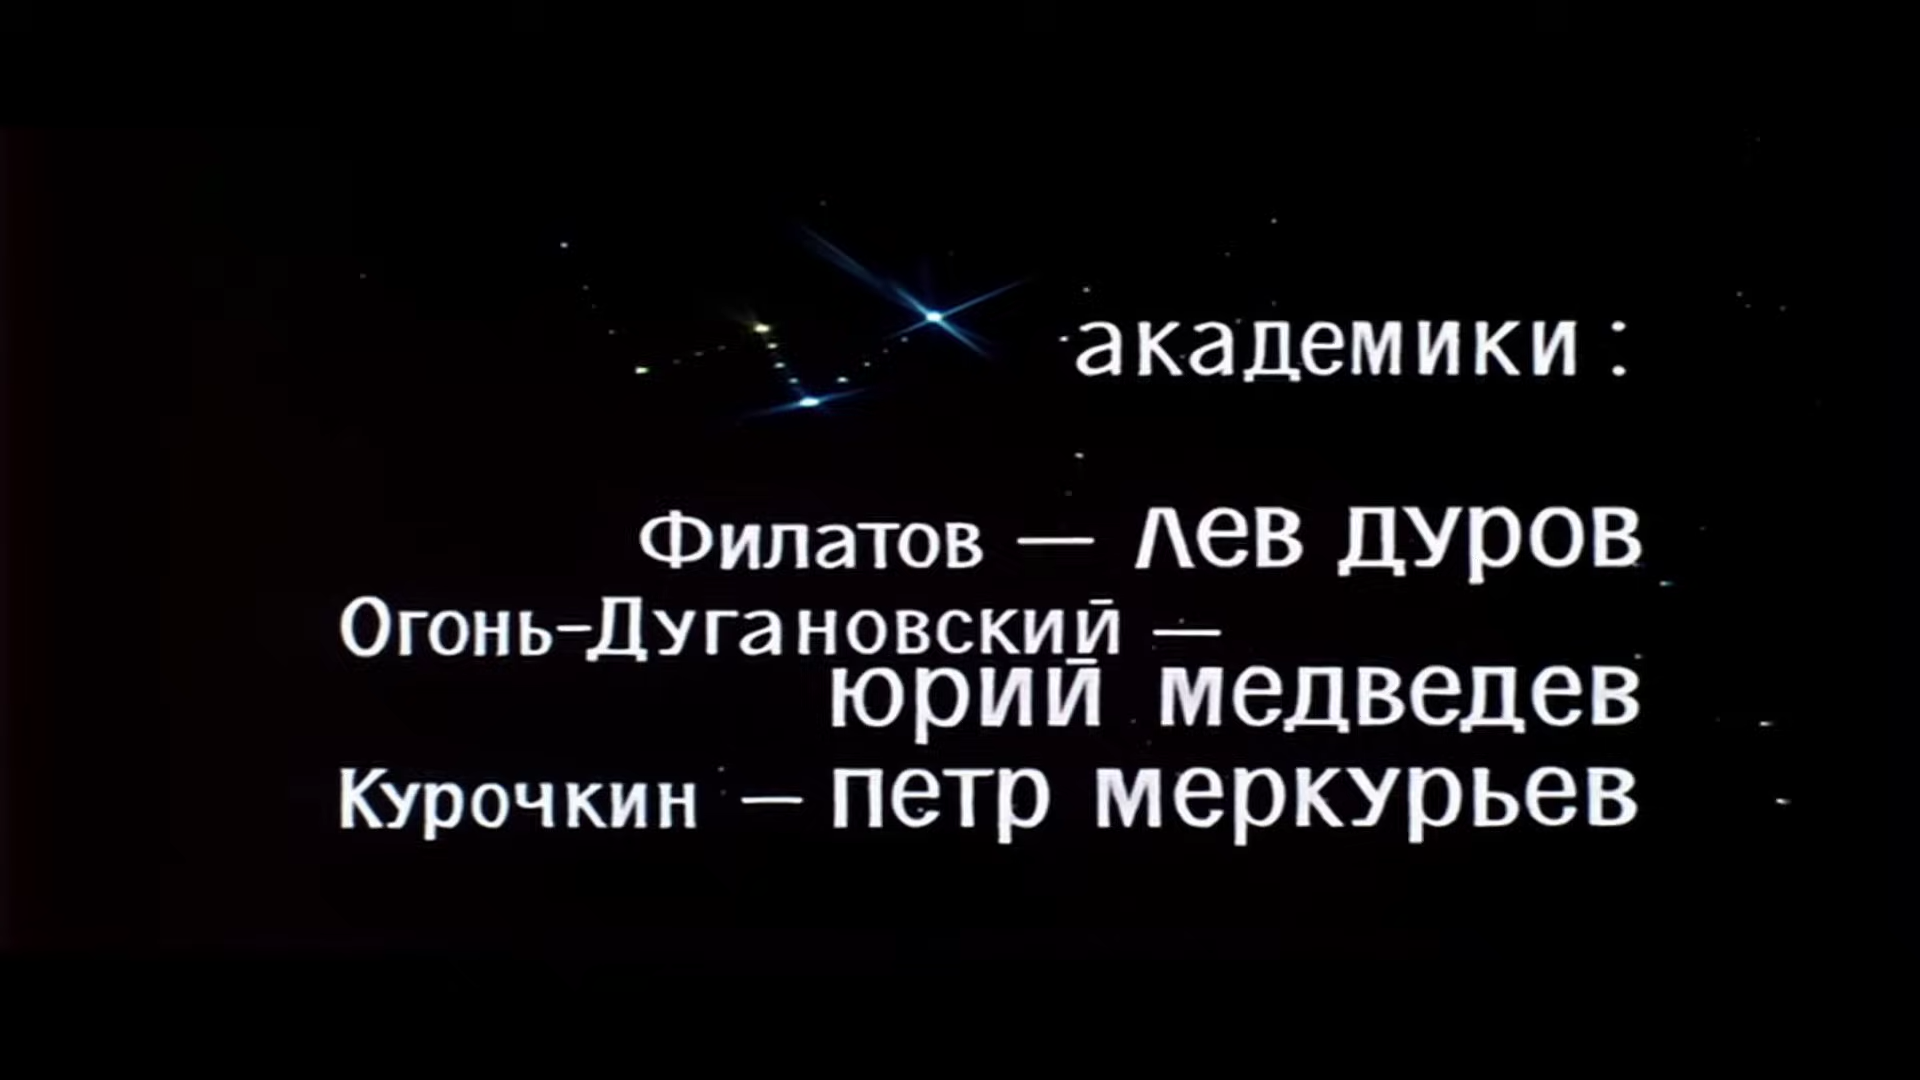 академики :
Филатов — лев дуров
Огонь-Дугановский —
юрий медведев
Курочкин — петр меркурьев